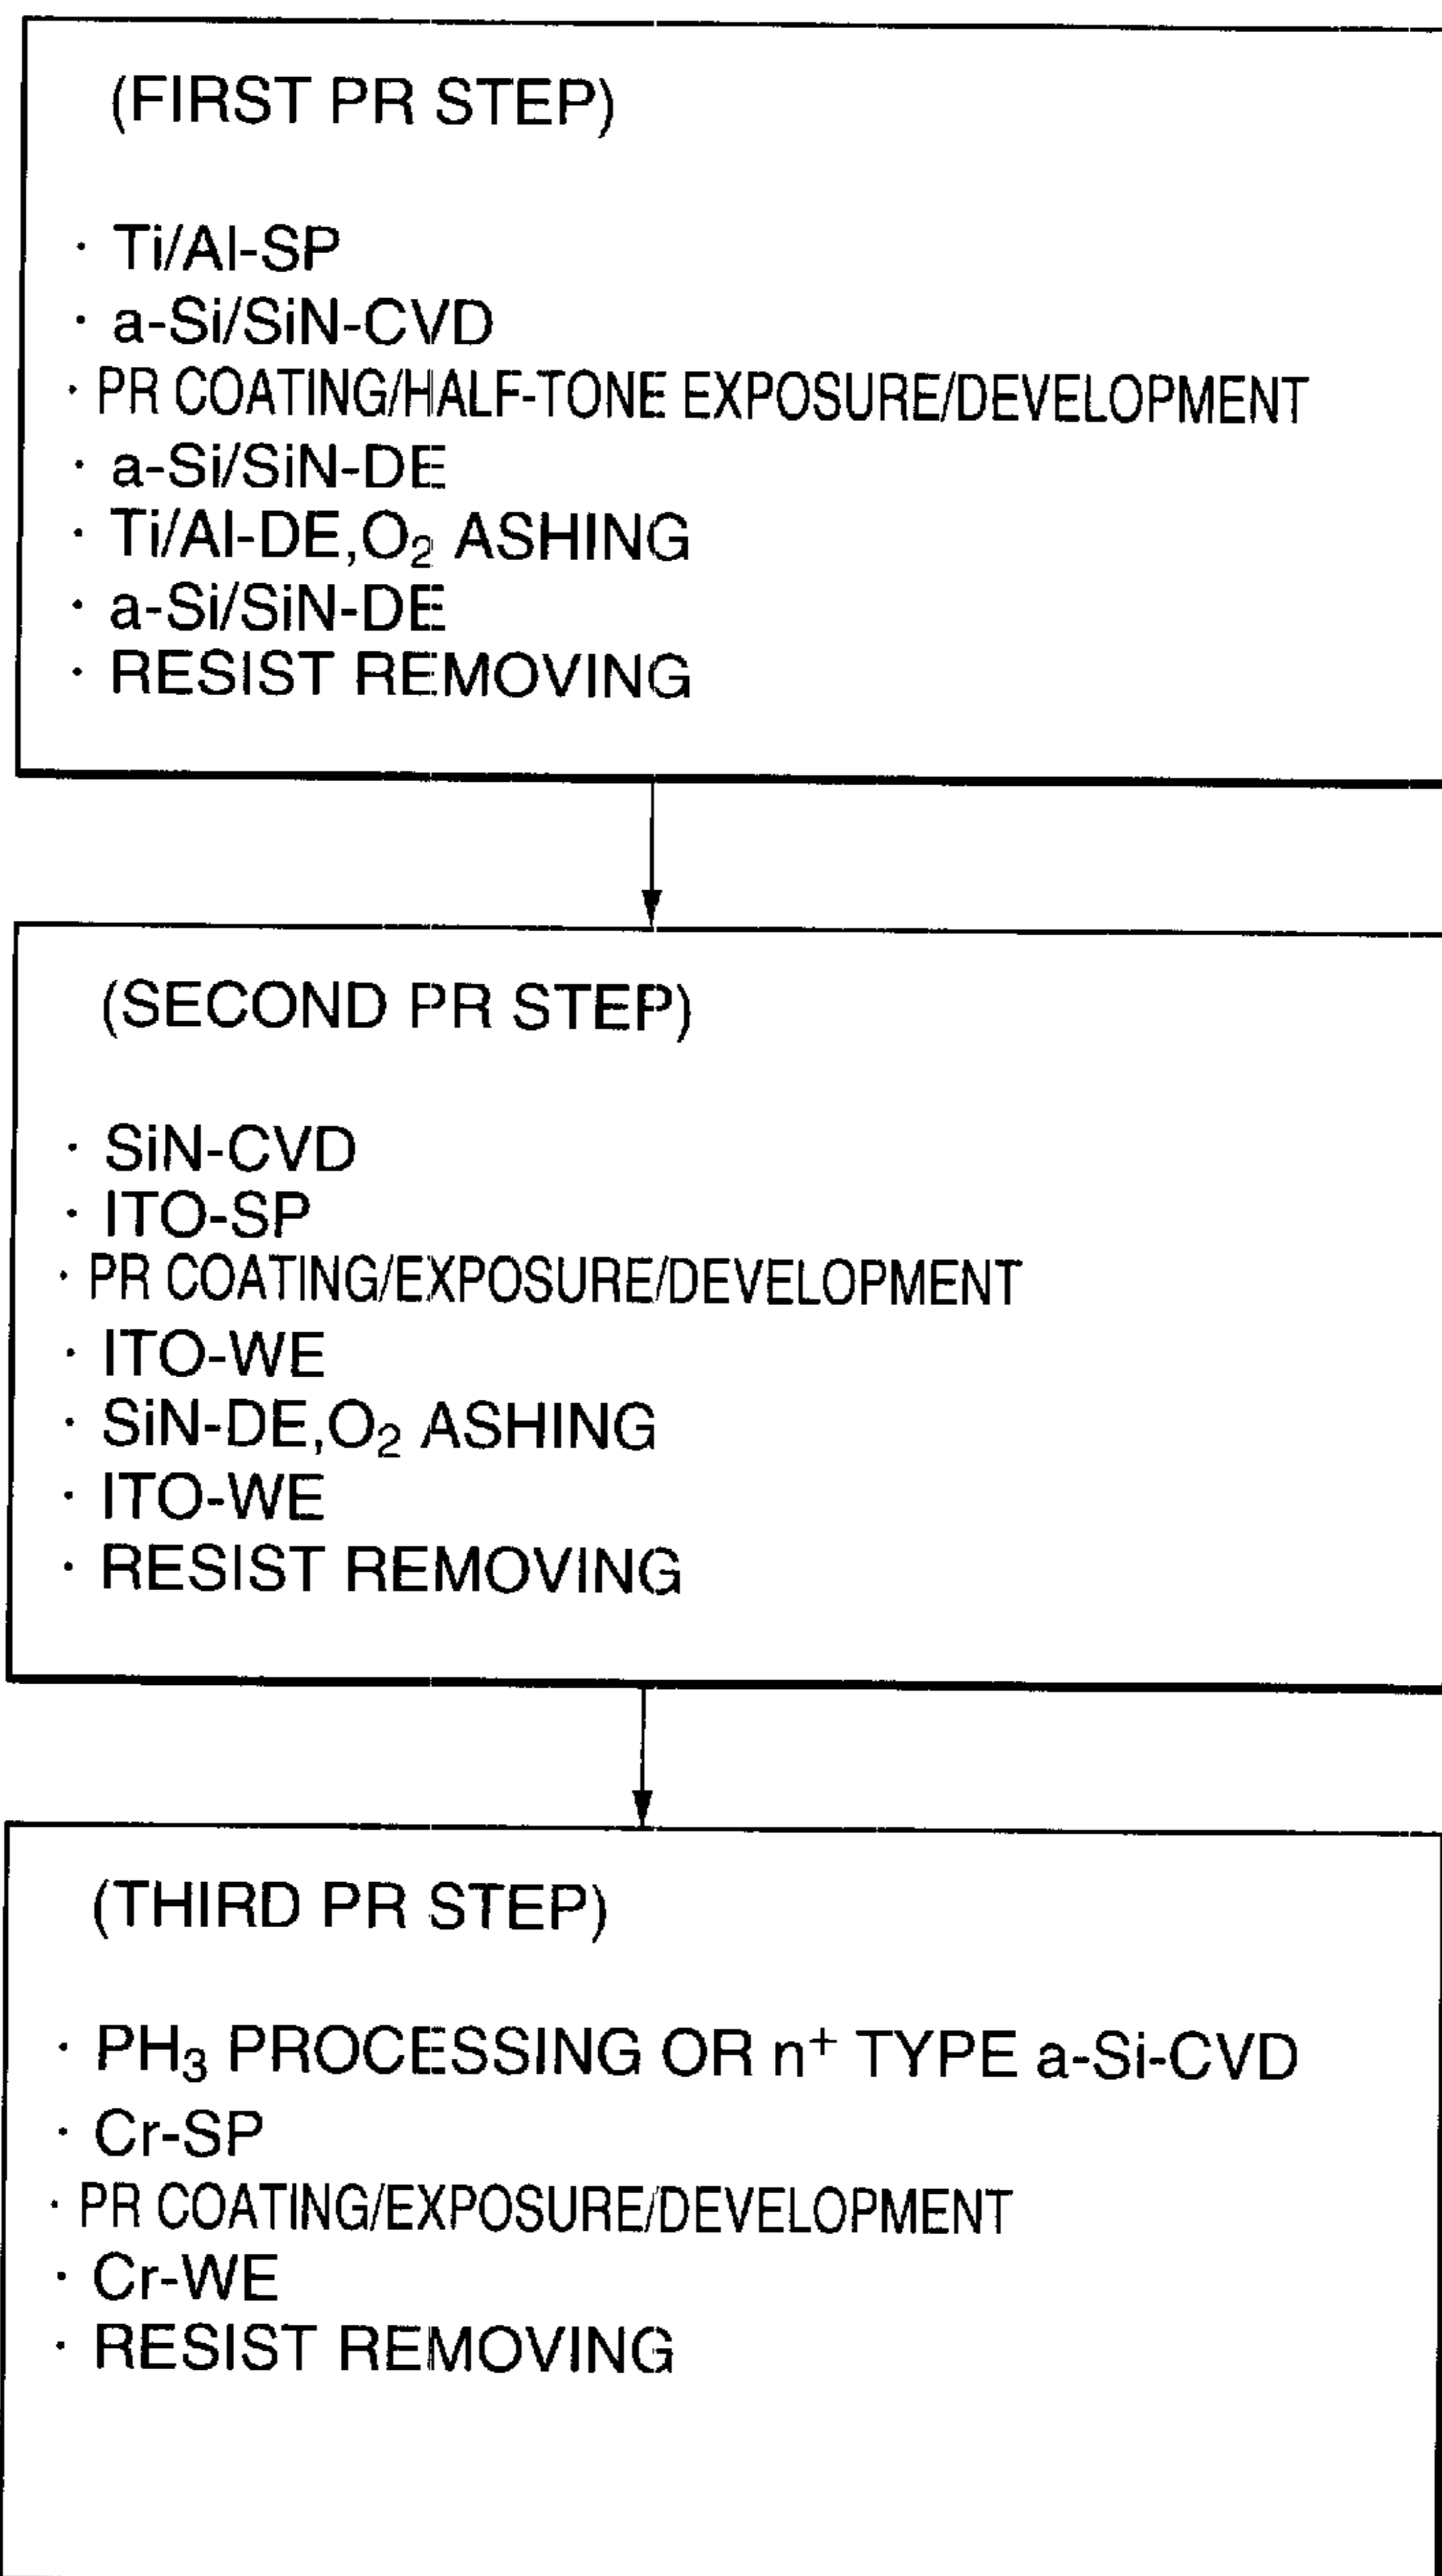 (FIRST PR STEP)
· Ti/Al-SP
· a-Si/SiN-CVD
· PR COATING/HALF-TONE EXPOSURE/DEVELOPMENT
· a-Si/SiN-DE
· Ti/Al-DE,O₂ ASHING
· a-Si/SiN-DE
· RESIST REMOVING
(SECOND PR STEP)
· SiN-CVD
· ITO-SP
· PR COATING/EXPOSURE/DEVELOPMENT
· ITO-WE
· SiN-DE,O₂ ASHING
· ITO-WE
· RESIST REMOVING
(THIRD PR STEP)
· PH₃ PROCESSING OR n⁺ TYPE a-Si-CVD
· Cr-SP
· PR COATING/EXPOSURE/DEVELOPMENT
· Cr-WE
· RESIST REMOVING